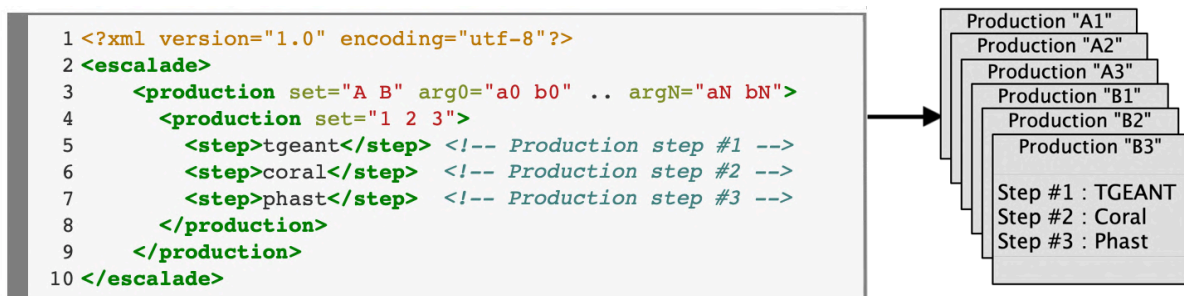 1 <?xml version="1.0" encoding="utf-8"?>
2 <escalade>
3 <production set="A B" arg0="a0 b0" .. argN="aN bN">
4 <production set="1 2 3">
5 <step>tgeant</step> <!-- Production step #1 -->
6 <step>coral</step> <!-- Production step #2 -->
7 <step>phast</step> <!-- Production step #3 -->
8 </production>
9 </production>
10 </escalade>
Production "A1"
Production "A2"
Production "A3"
Production "B1"
Production "B2"
Production "B3"
Step #1 : TGEANT
Step #2 : Coral
Step #3 : Phast